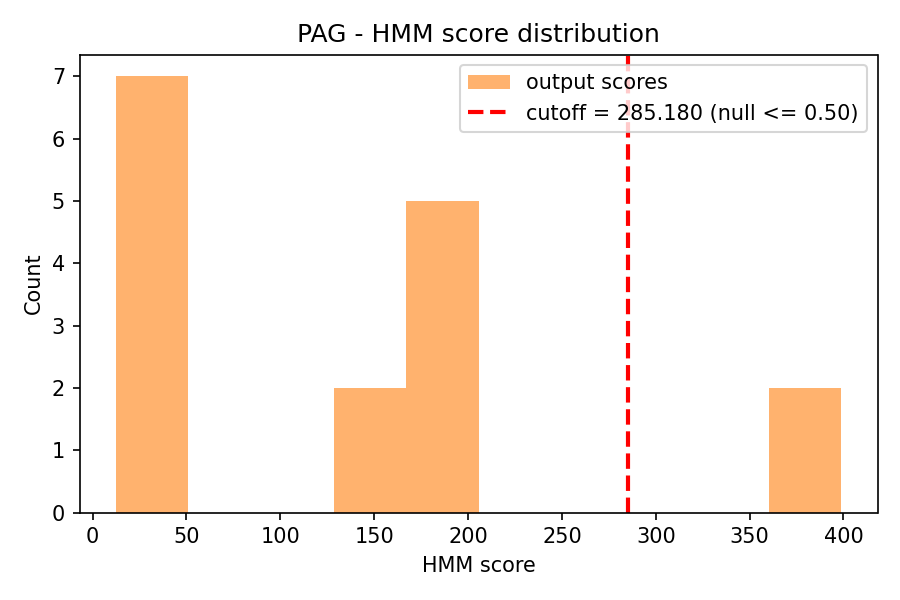 PAG - HMM score distribution
output scores
cutoff = 285.180 (null <= 0.50)
7
6
5
4
3
2
1
0
Count
0 50 100 150 200 250 300 350 400
HMM score